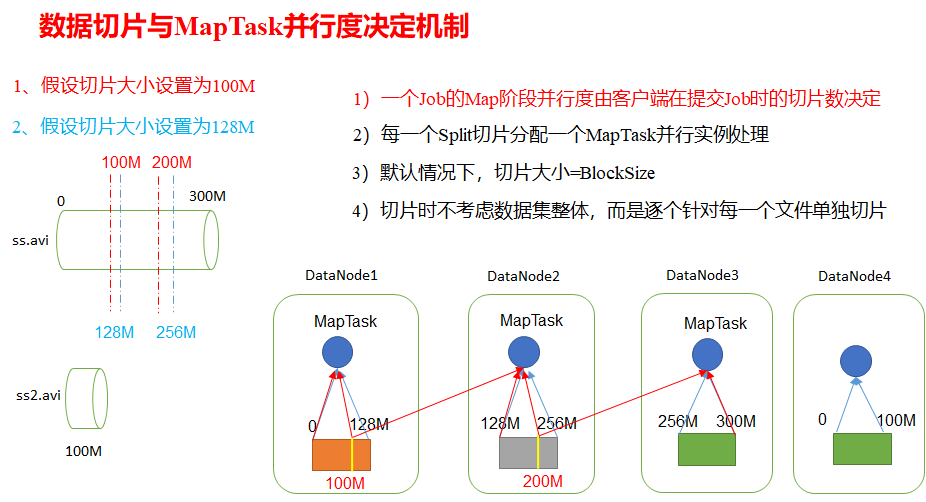 数据切片与MapTask并行度决定机制
1、假设切片大小设置为100M
2、假设切片大小设置为128M
1）一个Job的Map阶段并行度由客户端在提交Job时的切片数决定
2）每一个Split切片分配一个MapTask并行实例处理
3）默认情况下，切片大小=BlockSize
4）切片时不考虑数据集整体，而是逐个针对每一个文件单独切片
100M 200M
0 300M
ss.avi
128M 256M
ss2.avi
100M
DataNode1
MapTask
0 128M
100M
DataNode2
MapTask
128M 256M
200M
DataNode3
MapTask
256M 300M
DataNode4
0 100M